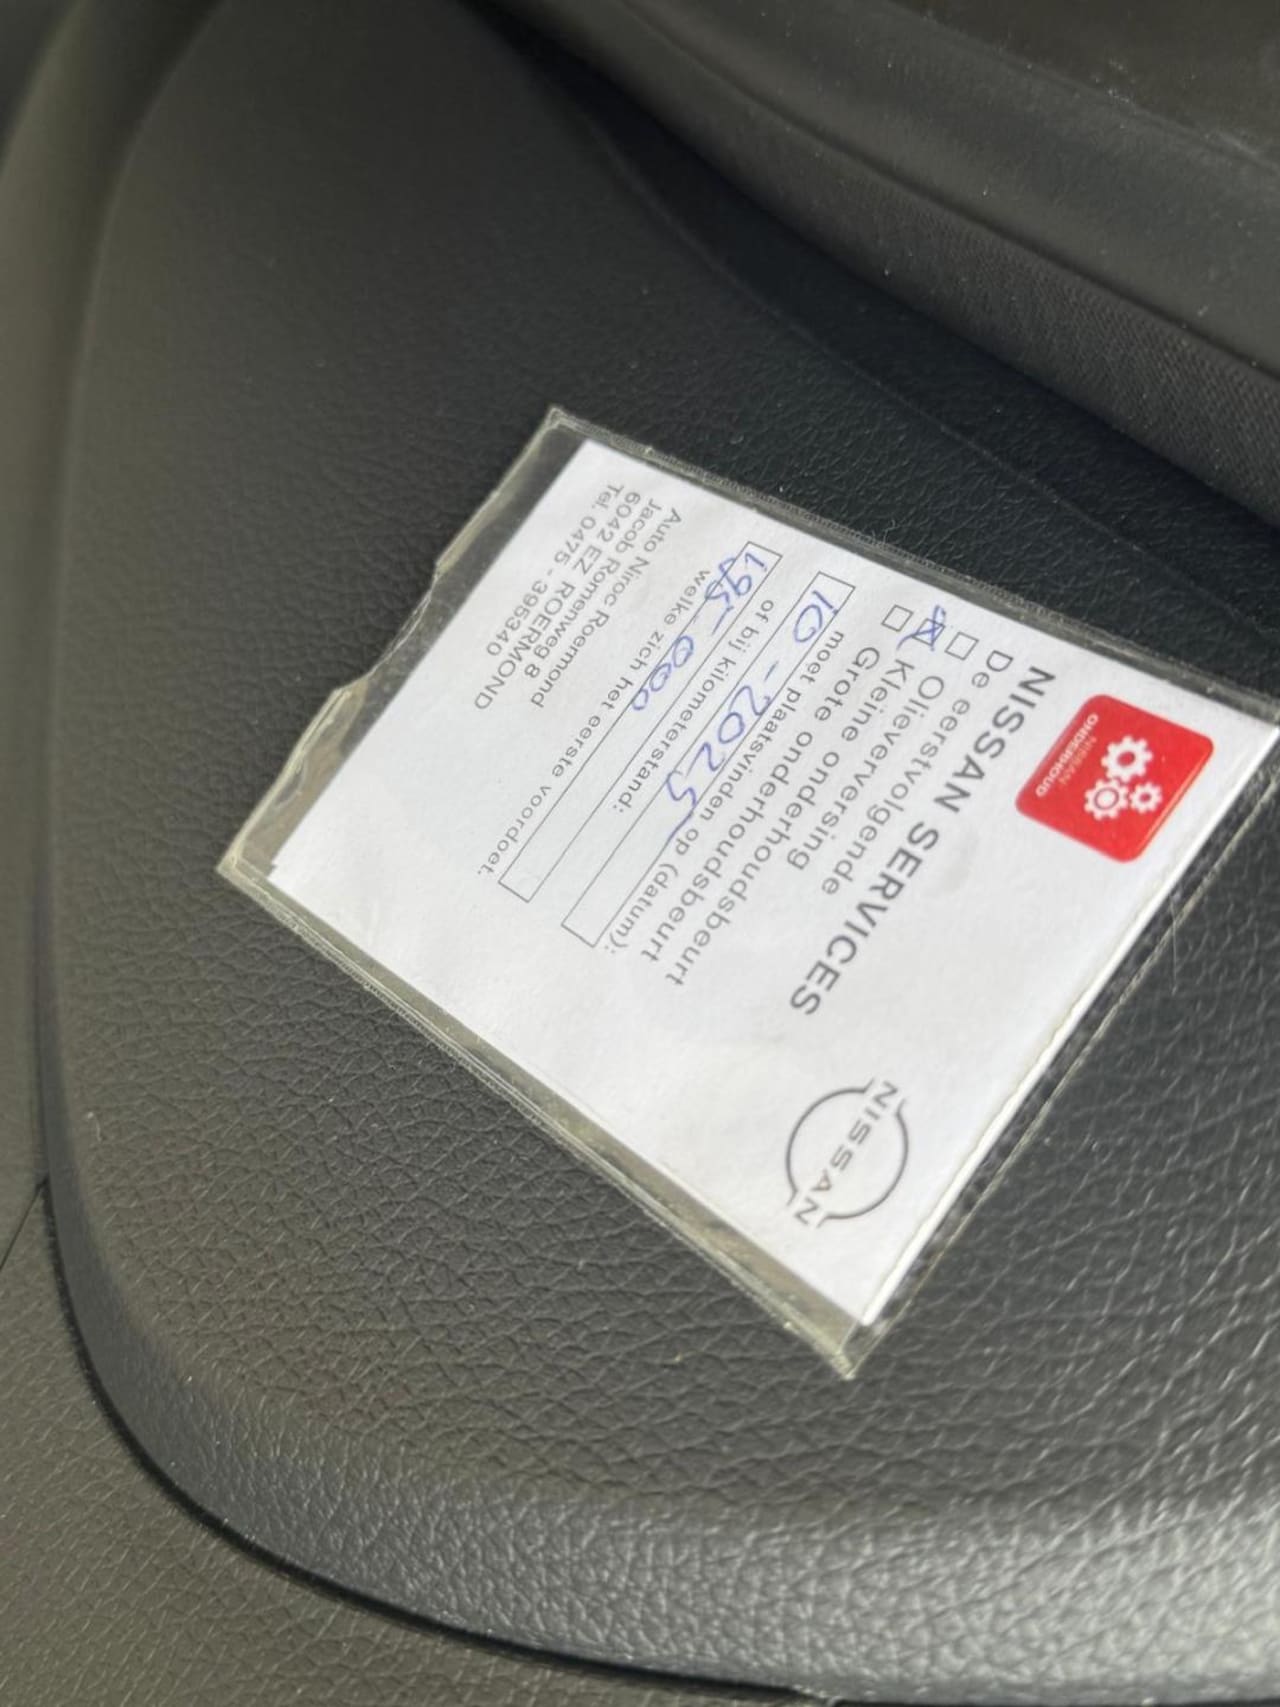 NISSAN
ONDERHOUD
NISSAN
NISSAN SERVICES
De eerstvolgende
Olieverversing
Kleine onderhoudsbeurt
Grote onderhoudsbeurt
moet plaatsvinden op (datum):
10 - 2025
of bij kilometerstand:
195-000
welke zich het eerste voordoet.
Auto Niroc Roermond
Jacob Romenweg 8
6042 EZ ROERMOND
Tel. 0475 - 395340